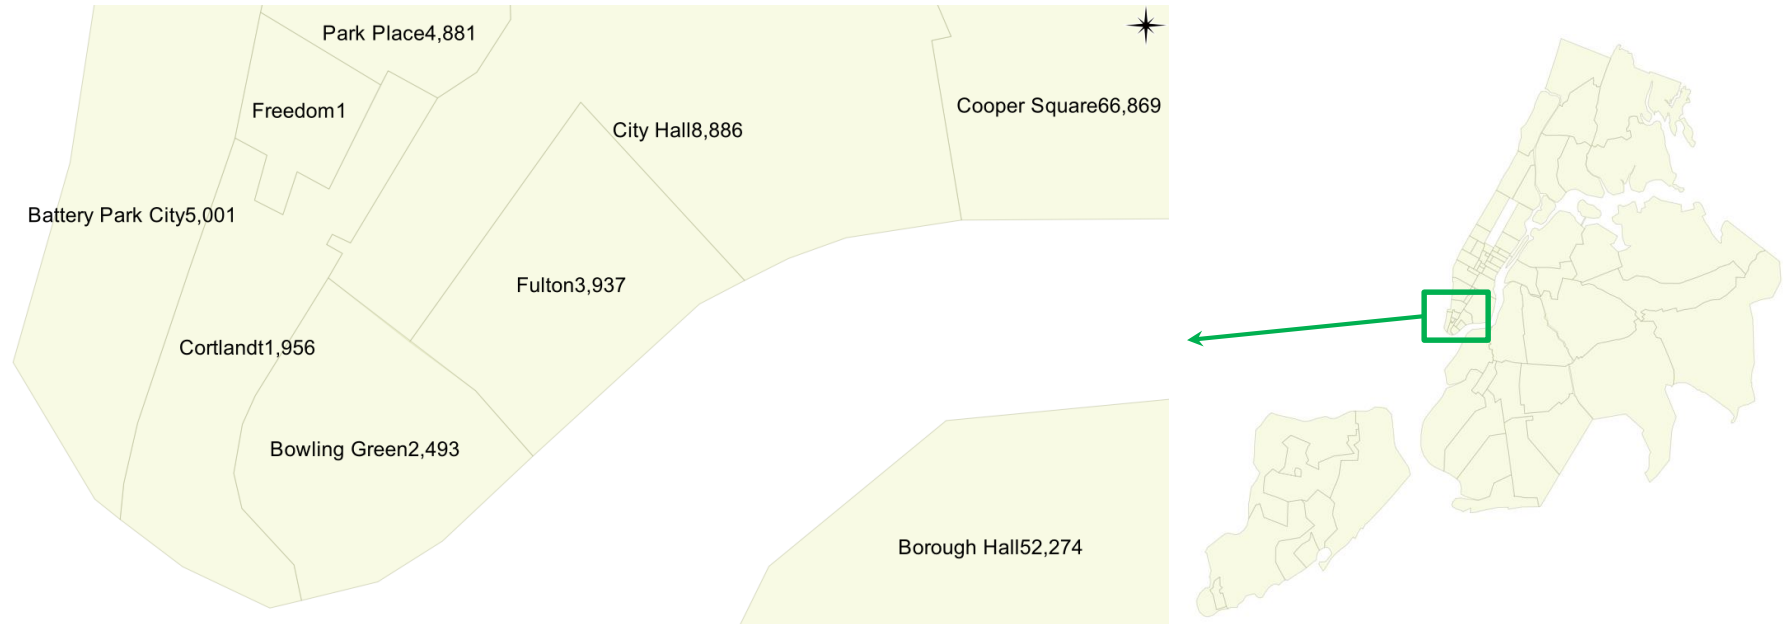 Park Place4,881
Freedom1
Cooper Square66,869
City Hall8,886
Battery Park City5,001
Fulton3,937
Cortlandt1,956
Bowling Green2,493
Borough Hall52,274